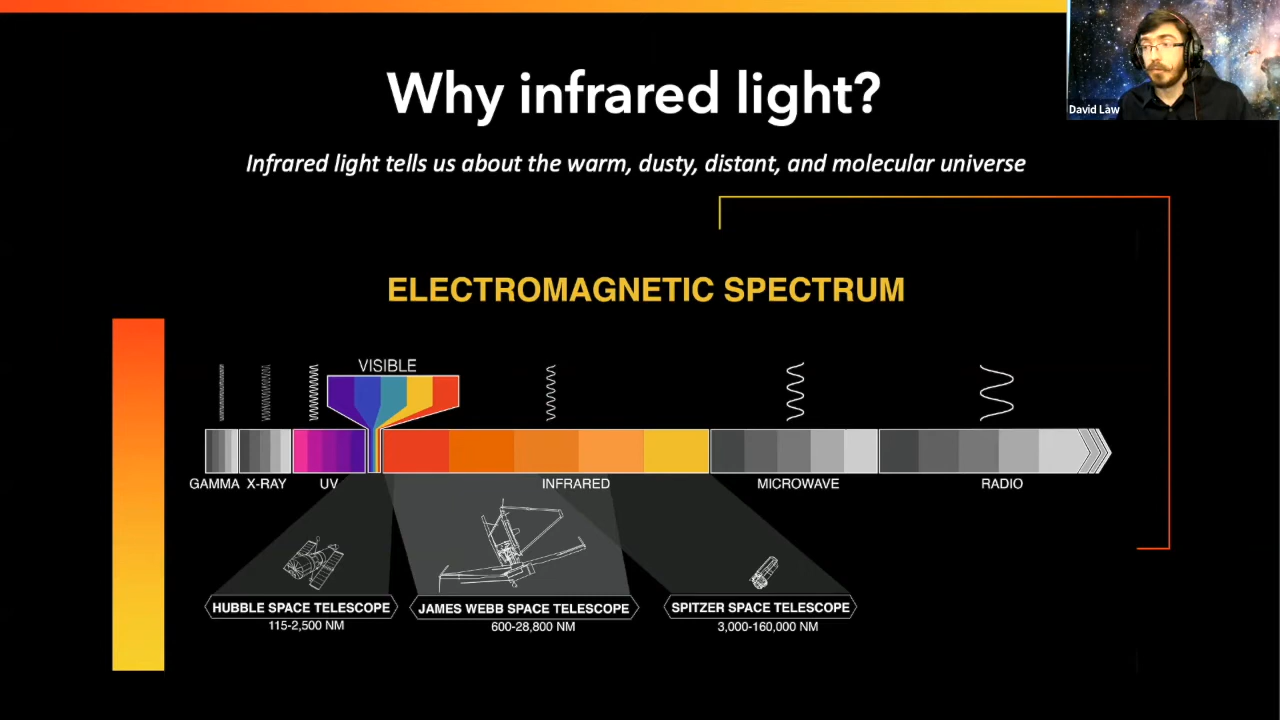 Why infrared light?
David Law
Infrared light tells us about the warm, dusty, distant, and molecular universe
ELECTROMAGNETIC SPECTRUM
VISIBLE
GAMMA X-RAY UV INFRARED MICROWAVE RADIO
HUBBLE SPACE TELESCOPE
115-2,500 NM
JAMES WEBB SPACE TELESCOPE
600-28,800 NM
SPITZER SPACE TELESCOPE
3,000-160,000 NM